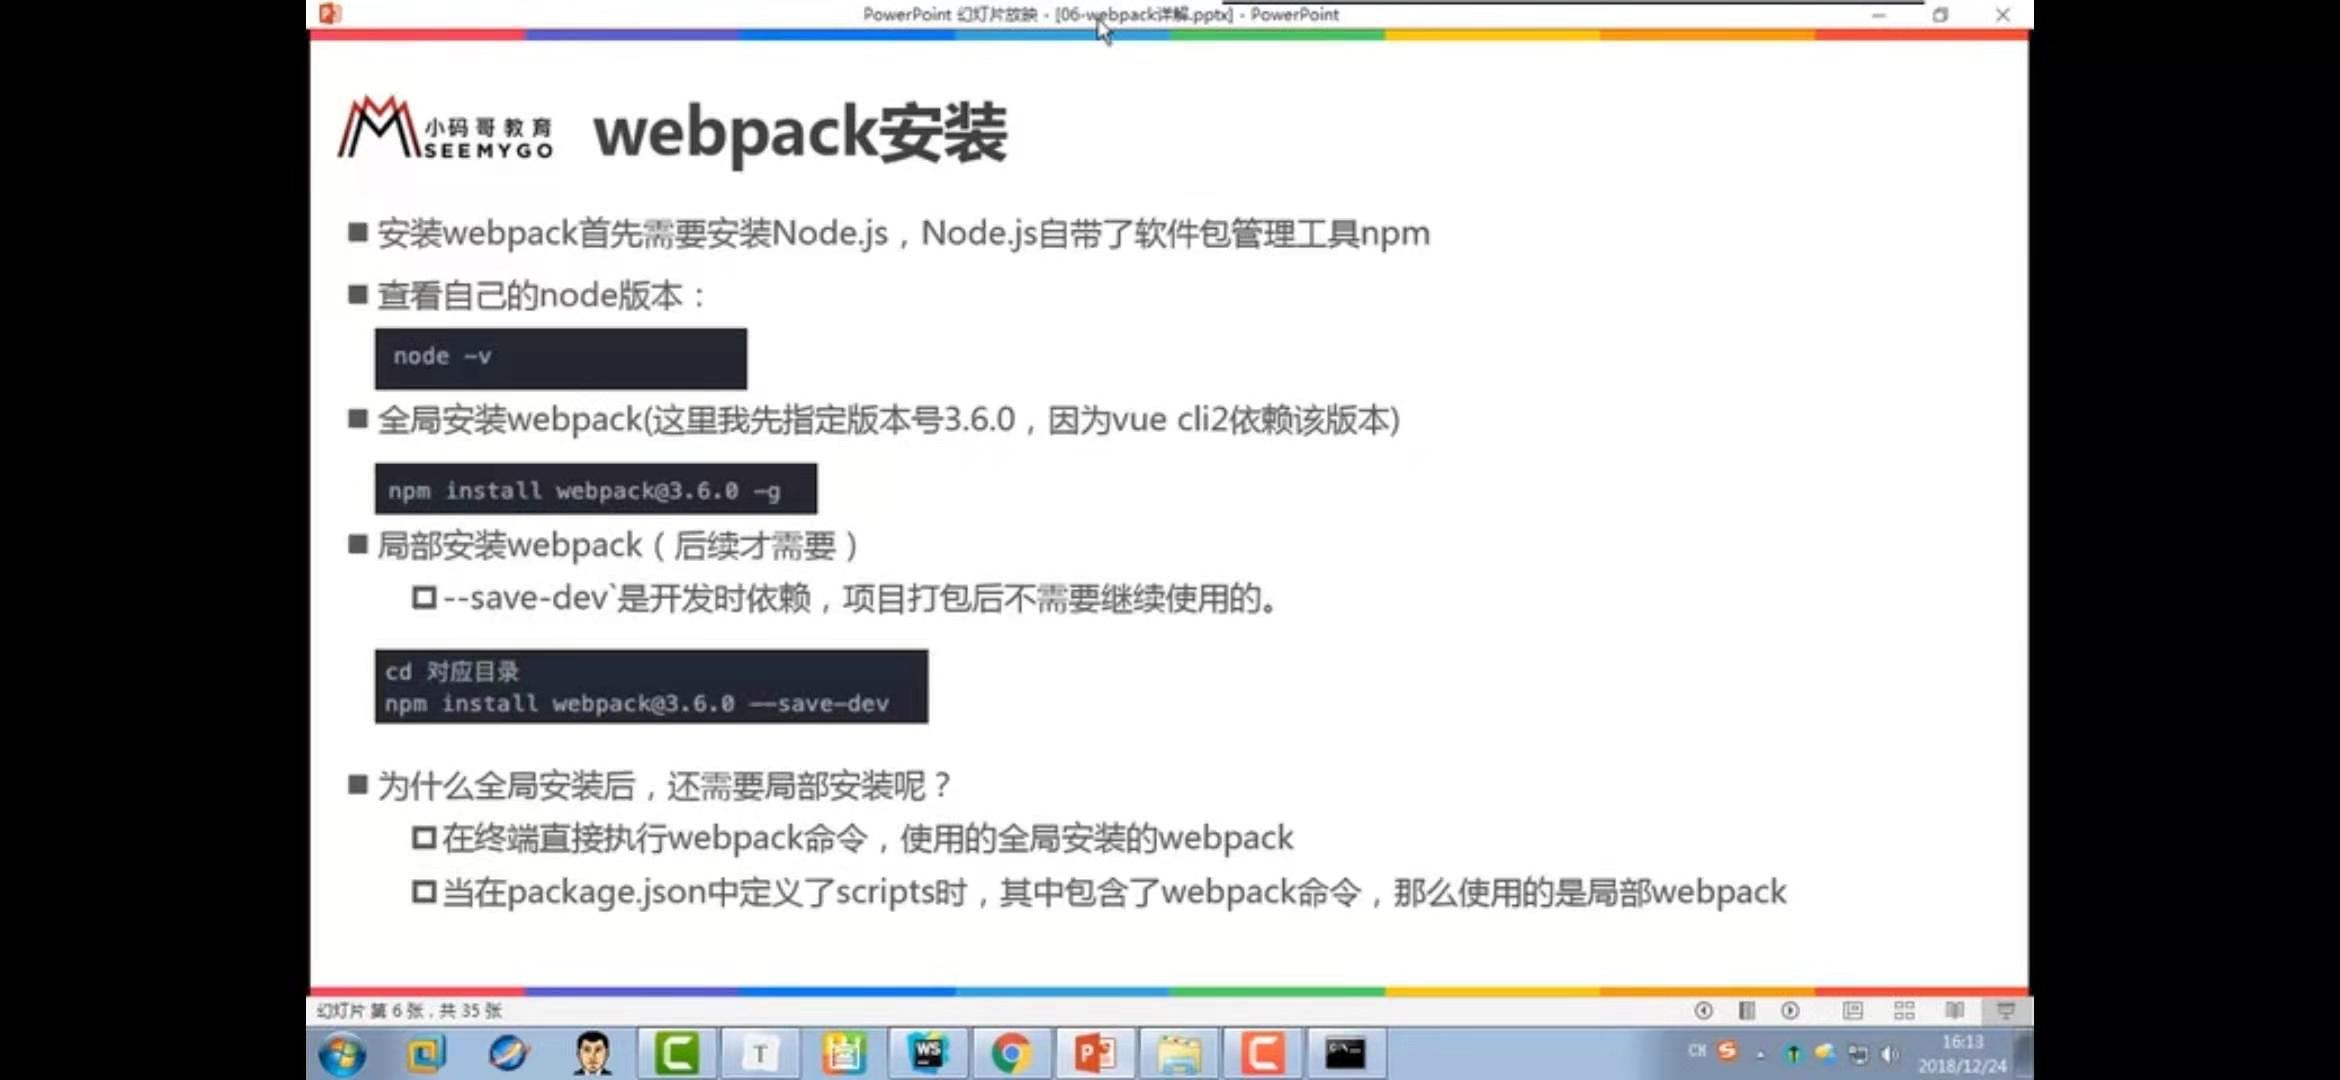 PowerPoint 幻灯片放映 - [06-webpack详解.pptx] - PowerPoint
小码哥教育
SEEMYGO
webpack安装
安装webpack首先需要安装Node.js，Node.js自带了软件包管理工具npm
查看自己的node版本：
node -v
全局安装webpack(这里我先指定版本号3.6.0，因为vue cli2依赖该版本)
npm install webpack@3.6.0 -g
局部安装webpack（后续才需要）
--save-dev`是开发时依赖，项目打包后不需要继续使用的。
cd 对应目录
npm install webpack@3.6.0 --save-dev
为什么全局安装后，还需要局部安装呢？
在终端直接执行webpack命令，使用的全局安装的webpack
当在package.json中定义了scripts时，其中包含了webpack命令，那么使用的是局部webpack
幻灯片 第 6 张，共 35 张
T
WS
CH
16:13
2018/12/24